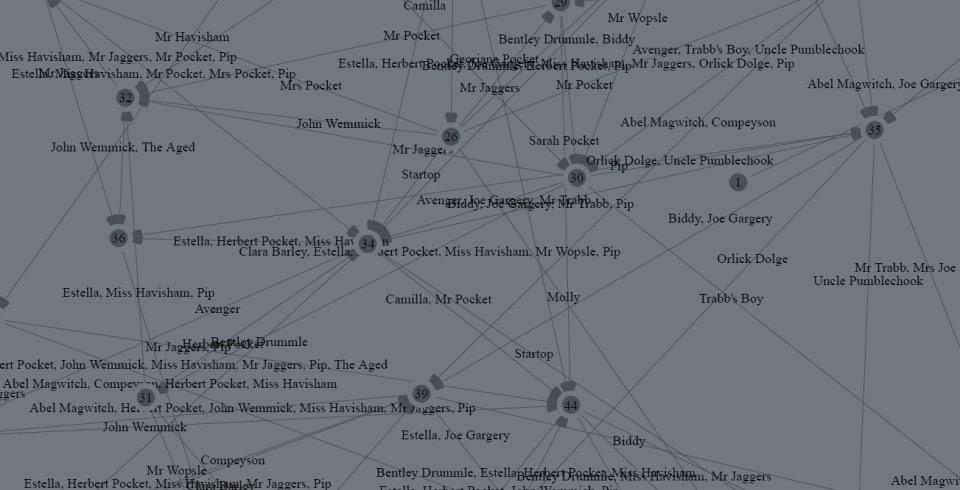 Camilla
29
Mr Wopsle
Mr Havisham
Mr Pocket
Bentley Drummle, Biddy
Avenger, Trabb's Boy, Uncle Pumblechook
Miss Havisham, Mr Jaggers, Mr Pocket, Pip
Georiane Pocket
Estella, Herbert Pocket, Miss Havisham, Mr Jaggers, Orlick Dolge, Pip
Bentley Drummle, Herbert Pocket, Pip
Mr Jaggers
Havisham, Mr Pocket, Mrs Pocket, Pip
Mrs Pocket
Mr Jaggers
Mr Pocket
Abel Magwitch, Joe Gargery
32
John Wemmick
Abel Magwitch, Compeyson
35
26
Sarah Pocket
John Wemmick, The Aged
Mr Jagger
Orlick Dolge, Uncle Pumblechook
Pip
Startop
30
1
Avenger, Joe Gargery, Mr Trabb
Biddy, Joe Gargery, Mr Trabb, Pip
Biddy, Joe Gargery
36
Estella, Herbert Pocket, Miss Hav
34
Clara Barley, Estella,
bert Pocket, Miss Havisham, Mr Wopsle, Pip
Orlick Dolge
Mr Trabb, Mrs Joe
Uncle Pumblechook
Estella, Miss Havisham, Pip
Camilla, Mr Pocket
Molly
Trabb's Boy
Avenger
Bentley Drummle
Herbert Pocket
Mr Jaggers, Pip
Startop
ert Pocket, John Wemmick, Miss Havisham, Mr Jaggers, Pip, The Aged
Abel Magwitch, Compeyson, Herbert Pocket, Miss Havisham
ggers
31
39
44
Abel Magwitch, Herbert Pocket, John Wemmick, Miss Havisham, Mr Jaggers, Pip
John Wemmick
Estella, Joe Gargery
Biddy
Compeyson
Mr Wopsle
Bentley Drummle, Estella, Herbert Pocket, Miss Havisham
Bentley Drummle, Miss Havisham, Mr Jaggers
Abel Magwi
Estella, Herbert Pocket, Miss Havisham, Mr Jaggers, Pip
Clara Barley
Estella, Herbert Pocket, John Wemmick, Mr Pocket, Pip